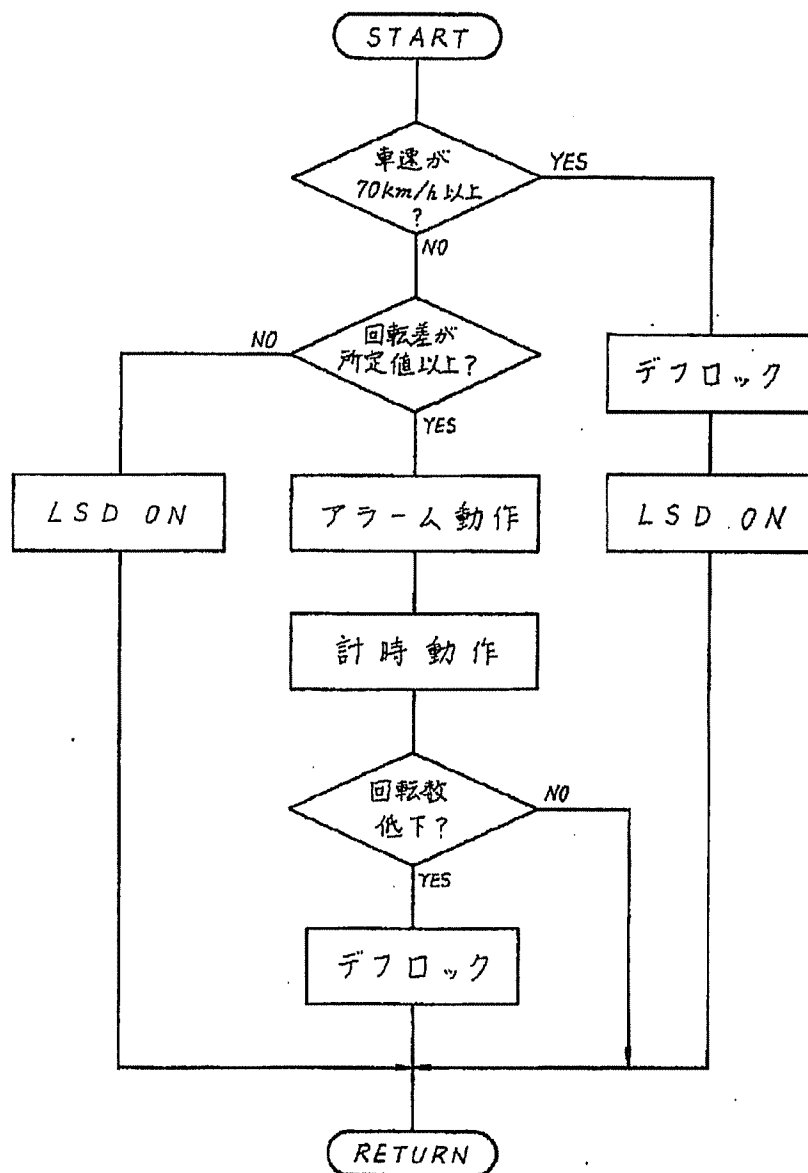 START
車速が
70km/h以上
?
YES
NO
回転差が
所定値以上?
NO
YES
デフロック
LSD ON
アラーム動作
LSD ON
計時動作
回転数
低下?
NO
YES
デフロック
RETURN